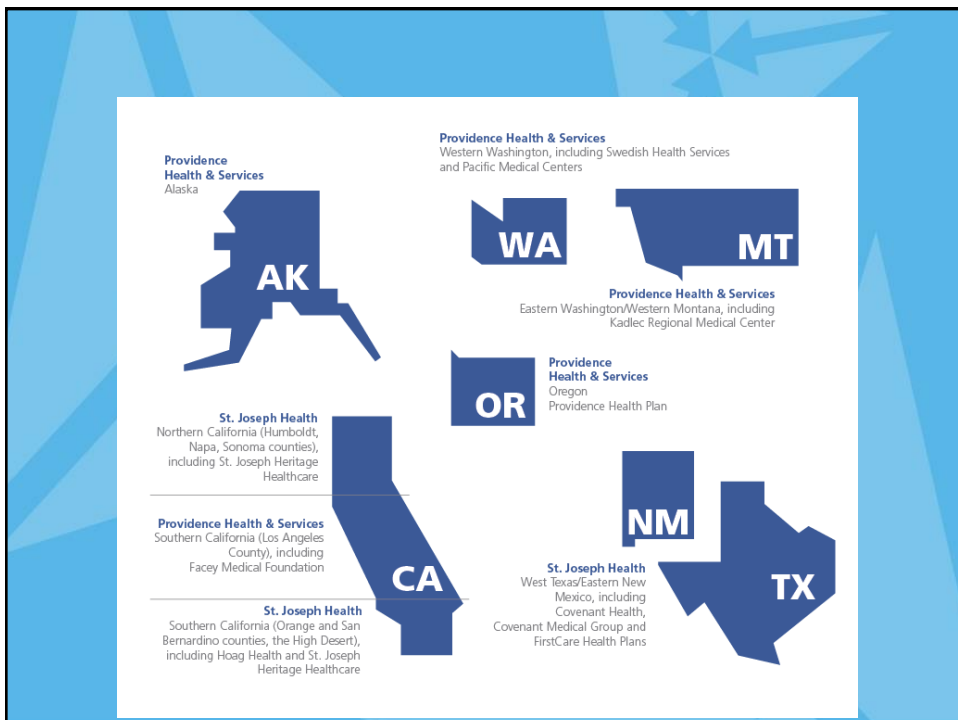 Providence
Health & Services
Alaska
AK
Providence Health & Services
Western Washington, including Swedish Health Services
and Pacific Medical Centers
WA
MT
Providence Health & Services
Eastern Washington/Western Montana, including
Kadlec Regional Medical Center
OR
Providence
Health & Services
Oregon
Providence Health Plan
St. Joseph Health
Northern California (Humboldt,
Napa, Sonoma counties),
including St. Joseph Heritage
Healthcare
Providence Health & Services
Southern California (Los Angeles
County), including
Facey Medical Foundation
CA
St. Joseph Health
Southern California (Orange and San
Bernardino counties, the High Desert),
including Hoag Health and St. Joseph
Heritage Healthcare
NM
TX
St. Joseph Health
West Texas/Eastern New
Mexico, including
Covenant Health,
Covenant Medical Group and
FirstCare Health Plans